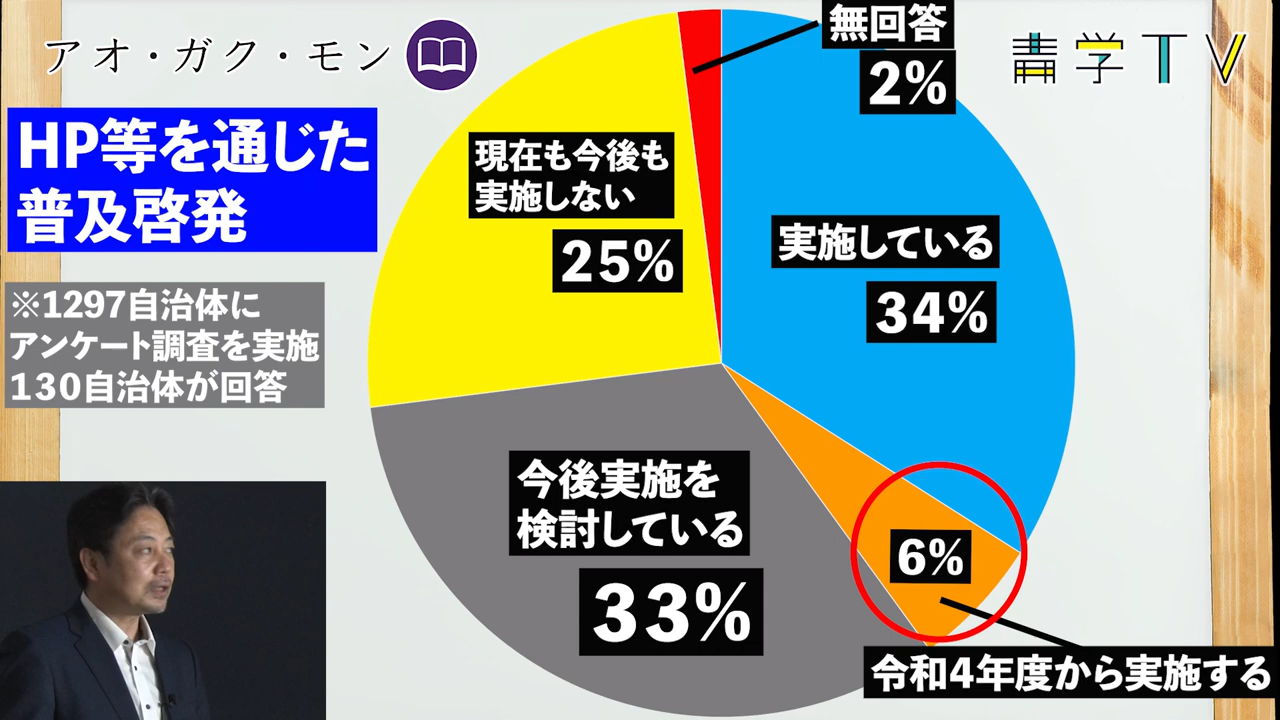 アオ・ガク・モン
青学TV
HP等を通じた
普及啓発
※1297自治体に
アンケート調査を実施
130自治体が回答
無回答
2%
現在も今後も
実施しない
25%
実施している
34%
今後実施を
検討している
33%
6%
令和4年度から実施する